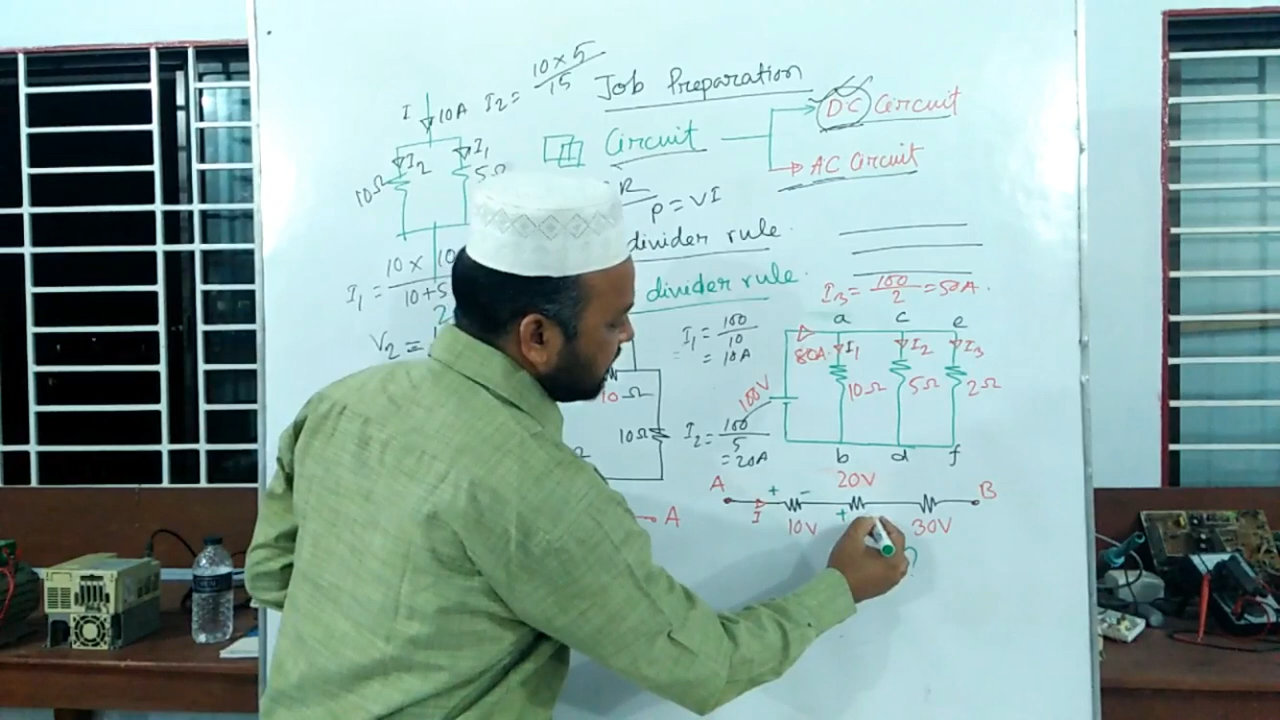 Job Preparation
Circuit
DC Circuit
AC Circuit
I 10A I2 = 10 × 5 / 15
I2 I1
10Ω 5Ω
R
P = VI
divider rule.
divider rule.
I1 = 10 × 10 / 10 + 5
V2 =
10Ω
10Ω
Ω
A
I3 = 100 / 2 = 50A.
I1 = 100 / 10
= 10A
I2 = 100 / 5
= 20A
a c e
80A I1 I2 I3
100V
10Ω 5Ω 2Ω
b d f
20V
A + - B
I 10V + 30V
?